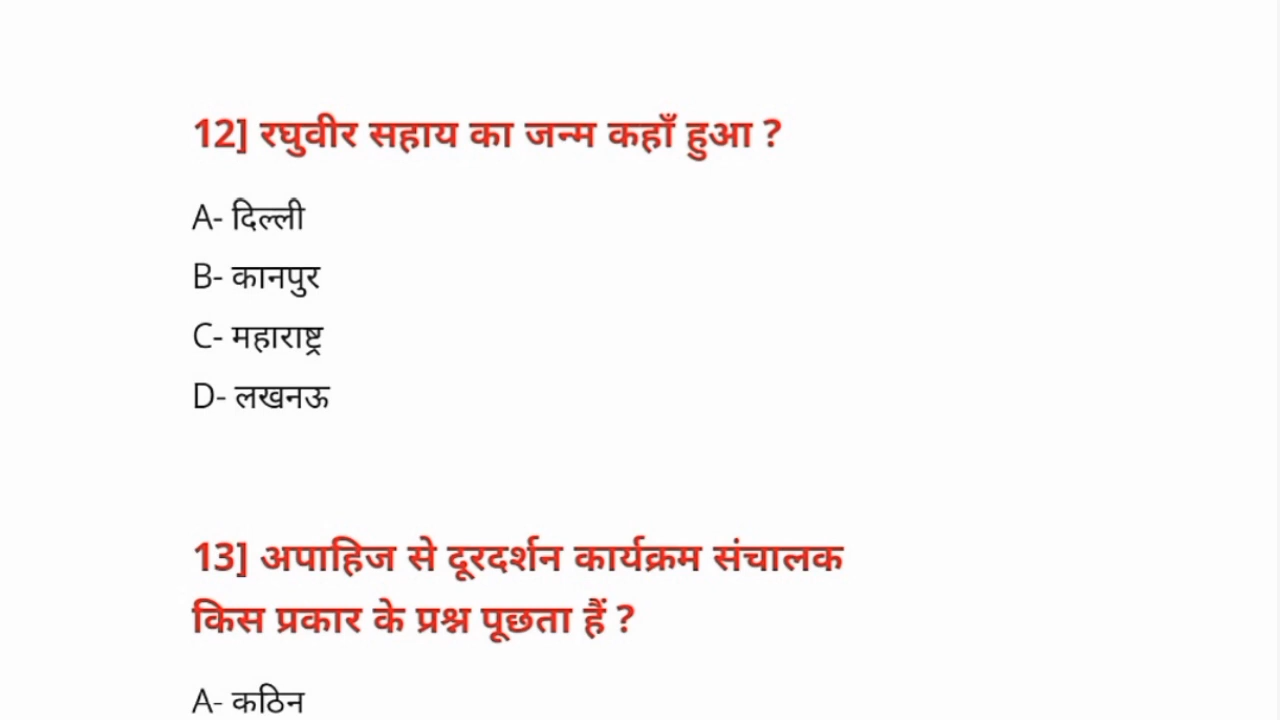 12] रघुवीर सहाय का जन्म कहाँ हुआ ?
A- दिल्ली
B- कानपुर
C- महाराष्ट्र
D- लखनऊ
13] अपाहिज से दूरदर्शन कार्यक्रम संचालक
किस प्रकार के प्रश्न पूछता हैं ?
A- कठिन